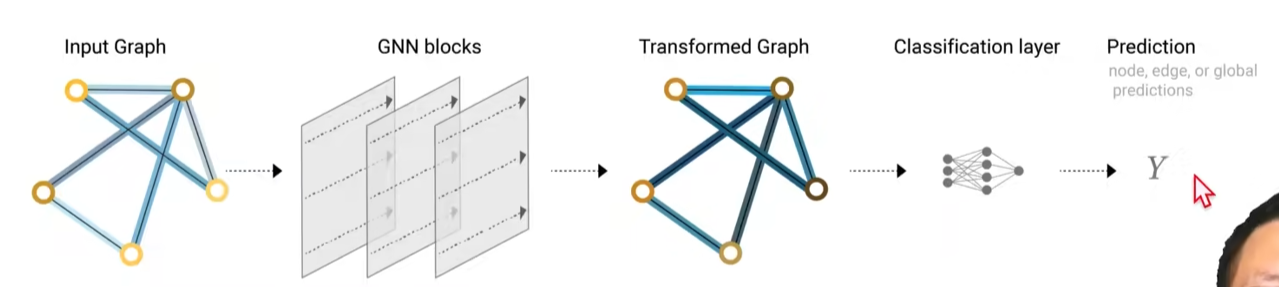 Input Graph
GNN blocks
Transformed Graph
Classification layer
Prediction
node, edge, or global
predictions
Y